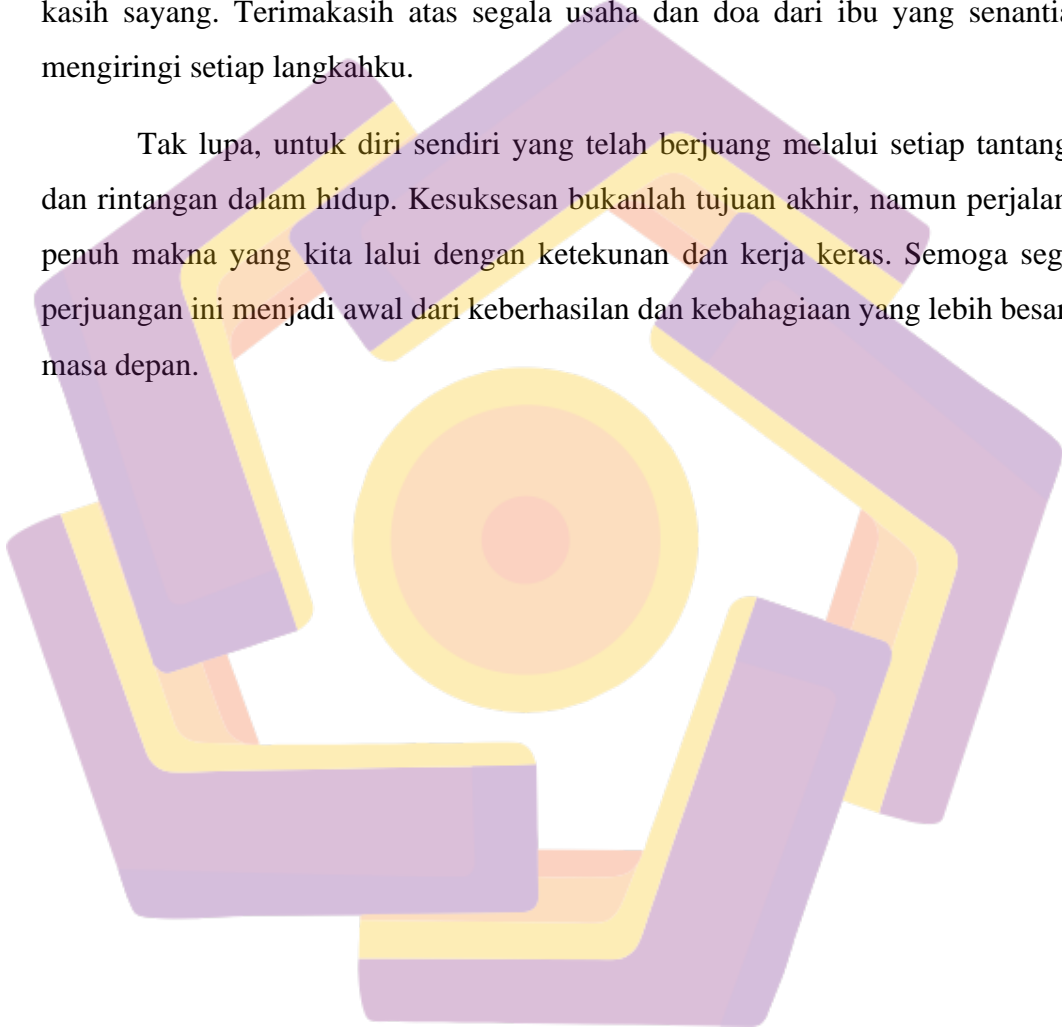 kasih sayang. Terimakasih atas segala usaha dan doa dari ibu yang senantia
mengiringi setiap langkahku.
Tak lupa, untuk diri sendiri yang telah berjuang melalui setiap tantang
dan rintangan dalam hidup. Kesuksesan bukanlah tujuan akhir, namun perjalan
penuh makna yang kita lalui dengan ketekunan dan kerja keras. Semoga seg
perjuangan ini menjadi awal dari keberhasilan dan kebahagiaan yang lebih besar
masa depan.